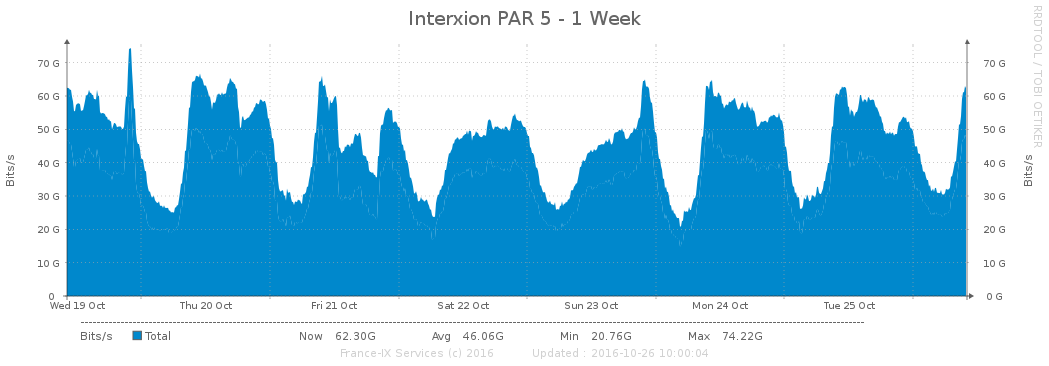 Interxion PAR 5 - 1 Week
RRDTOOL / TOBI OETIKER
Bits/s
70 G 70 G
60 G 60 G
50 G 50 G
40 G 40 G
30 G 30 G
20 G 20 G
10 G 10 G
0 0 G
Bits/s
Wed 19 Oct Thu 20 Oct Fri 21 Oct Sat 22 Oct Sun 23 Oct Mon 24 Oct Tue 25 Oct
Bits/s Total Now 62.30G Avg 46.06G Min 20.76G Max 74.22G
France-IX Services (c) 2016 Updated : 2016-10-26 10:00:04